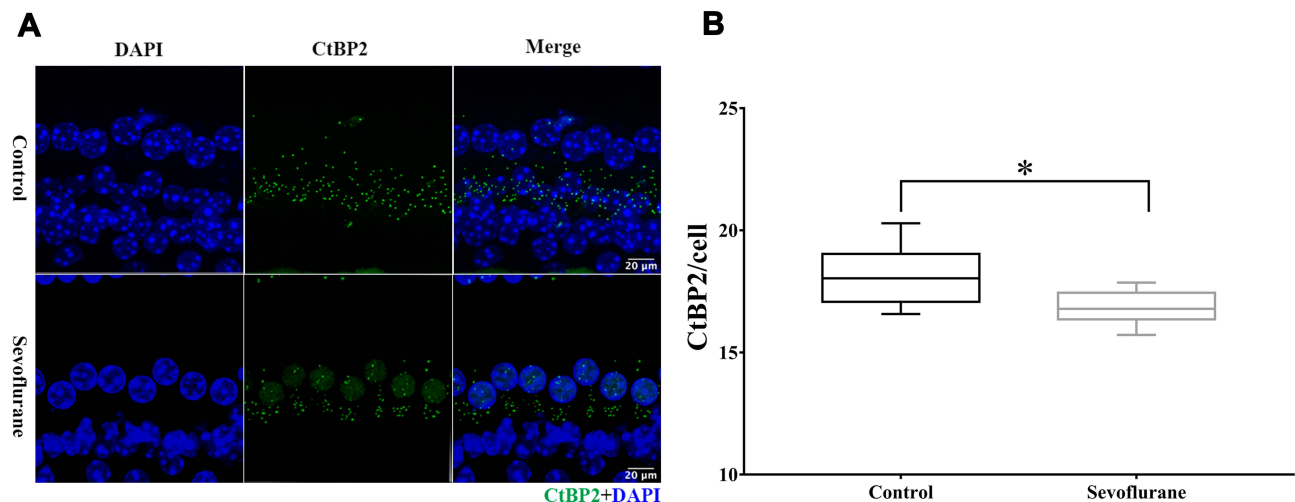 A
DAPI CtBP2 Merge
Control
20 µm
Sevoflurane
20 µm
CtBP2+DAPI
B
CtBP2/cell
25
20
15
10
*
Control Sevoflurane